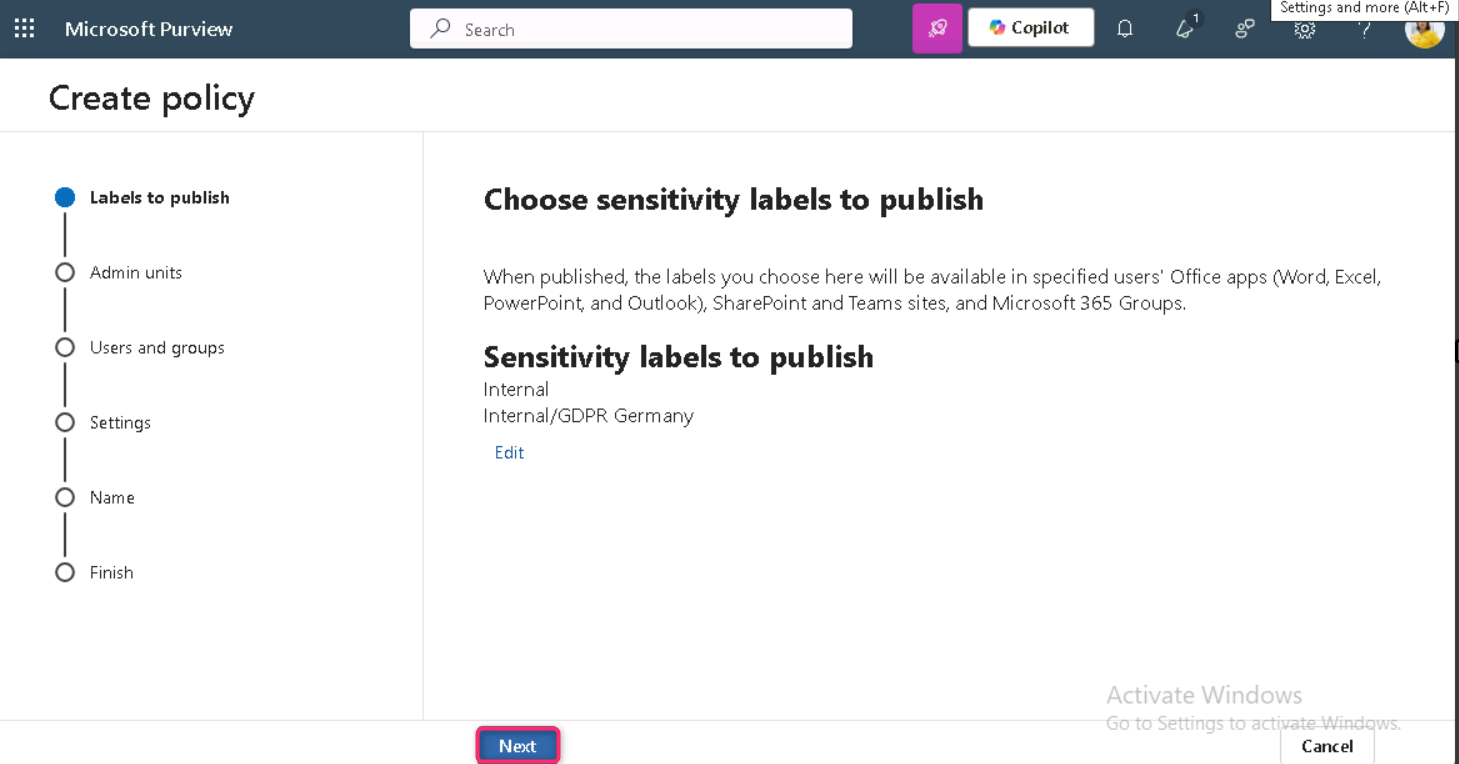 Settings and more (Alt+F)
Microsoft Purview
Search
Copilot
1
?
Create policy
Labels to publish
Admin units
Users and groups
Settings
Name
Finish
Choose sensitivity labels to publish
When published, the labels you choose here will be available in specified users' Office apps (Word, Excel,
PowerPoint, and Outlook), SharePoint and Teams sites, and Microsoft 365 Groups.
Sensitivity labels to publish
Internal
Internal/GDPR Germany
Edit
Activate Windows
Go to Settings to activate Windows.
Next
Cancel